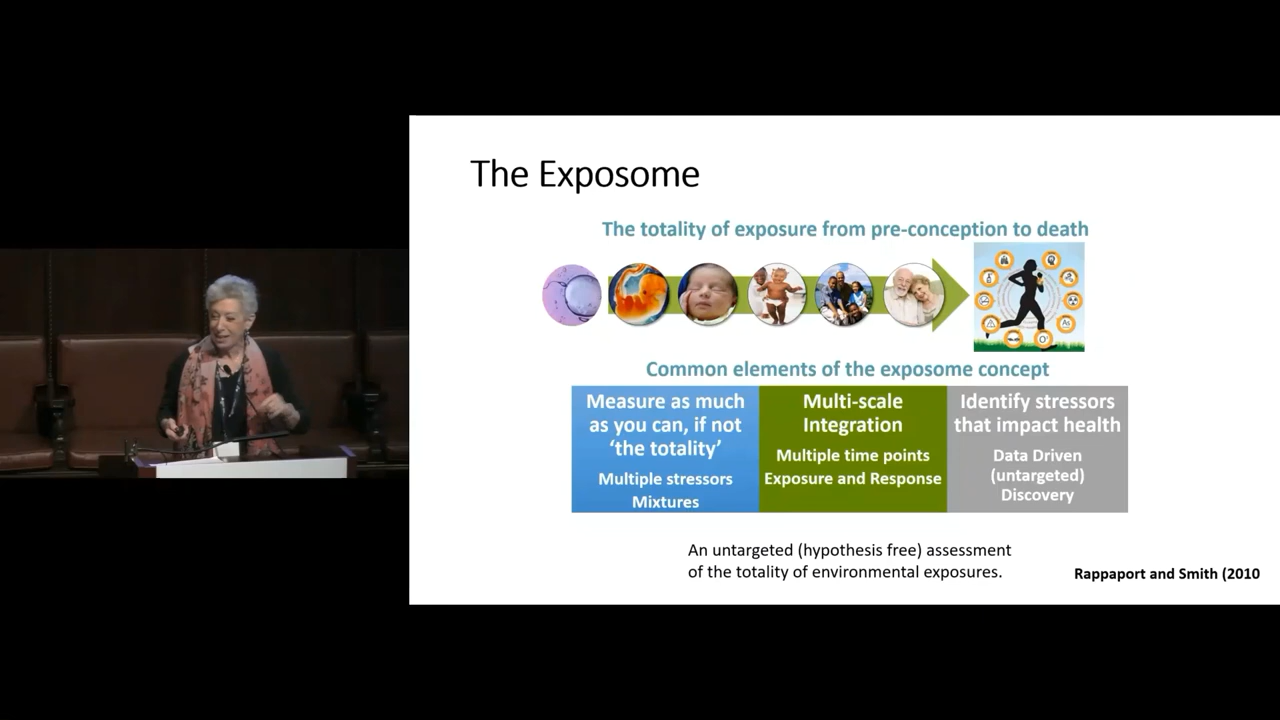 The Exposome
The totality of exposure from pre-conception to death
Common elements of the exposome concept
Measure as much
as you can, if not
‘the totality’
Multiple stressors
Mixtures
Multi-scale
Integration
Multiple time points
Exposure and Response
Identify stressors
that impact health
Data Driven
(untargeted)
Discovery
An untargeted (hypothesis free) assessment
of the totality of environmental exposures.
Rappaport and Smith (2010